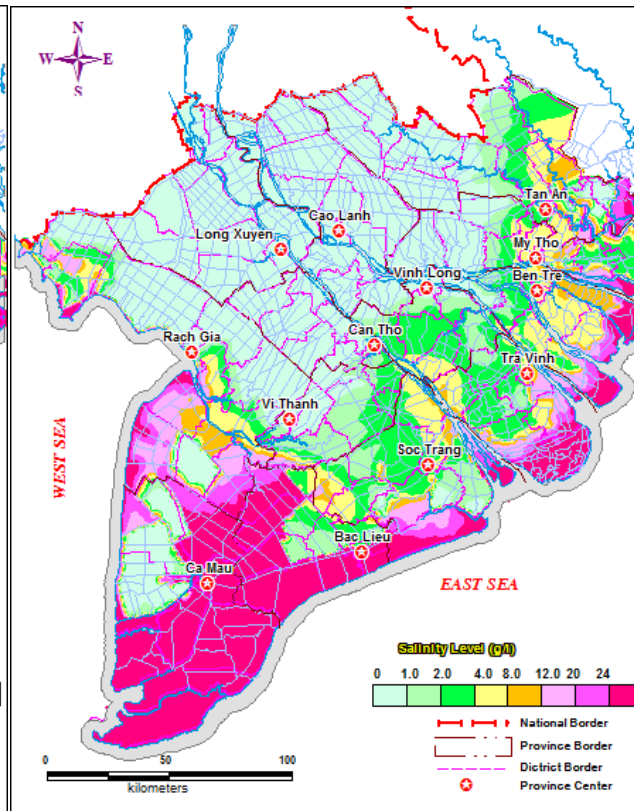 N
W E
S
Tan An
Cao Lanh
Long Xuyen
My Tho
Ben Tre
Vinh Long
Can Tho
Rach Gia
Tra Vinh
Vi Thanh
Soc Trang
WEST SEA
Bac Lieu
Ca Mau
EAST SEA
Salinity Level (g/l)
0 1.0 2.0 4.0 8.0 12.0 20 24
National Border
Province Border
Dictrict Border
Province Center
0 50 100
kilometers